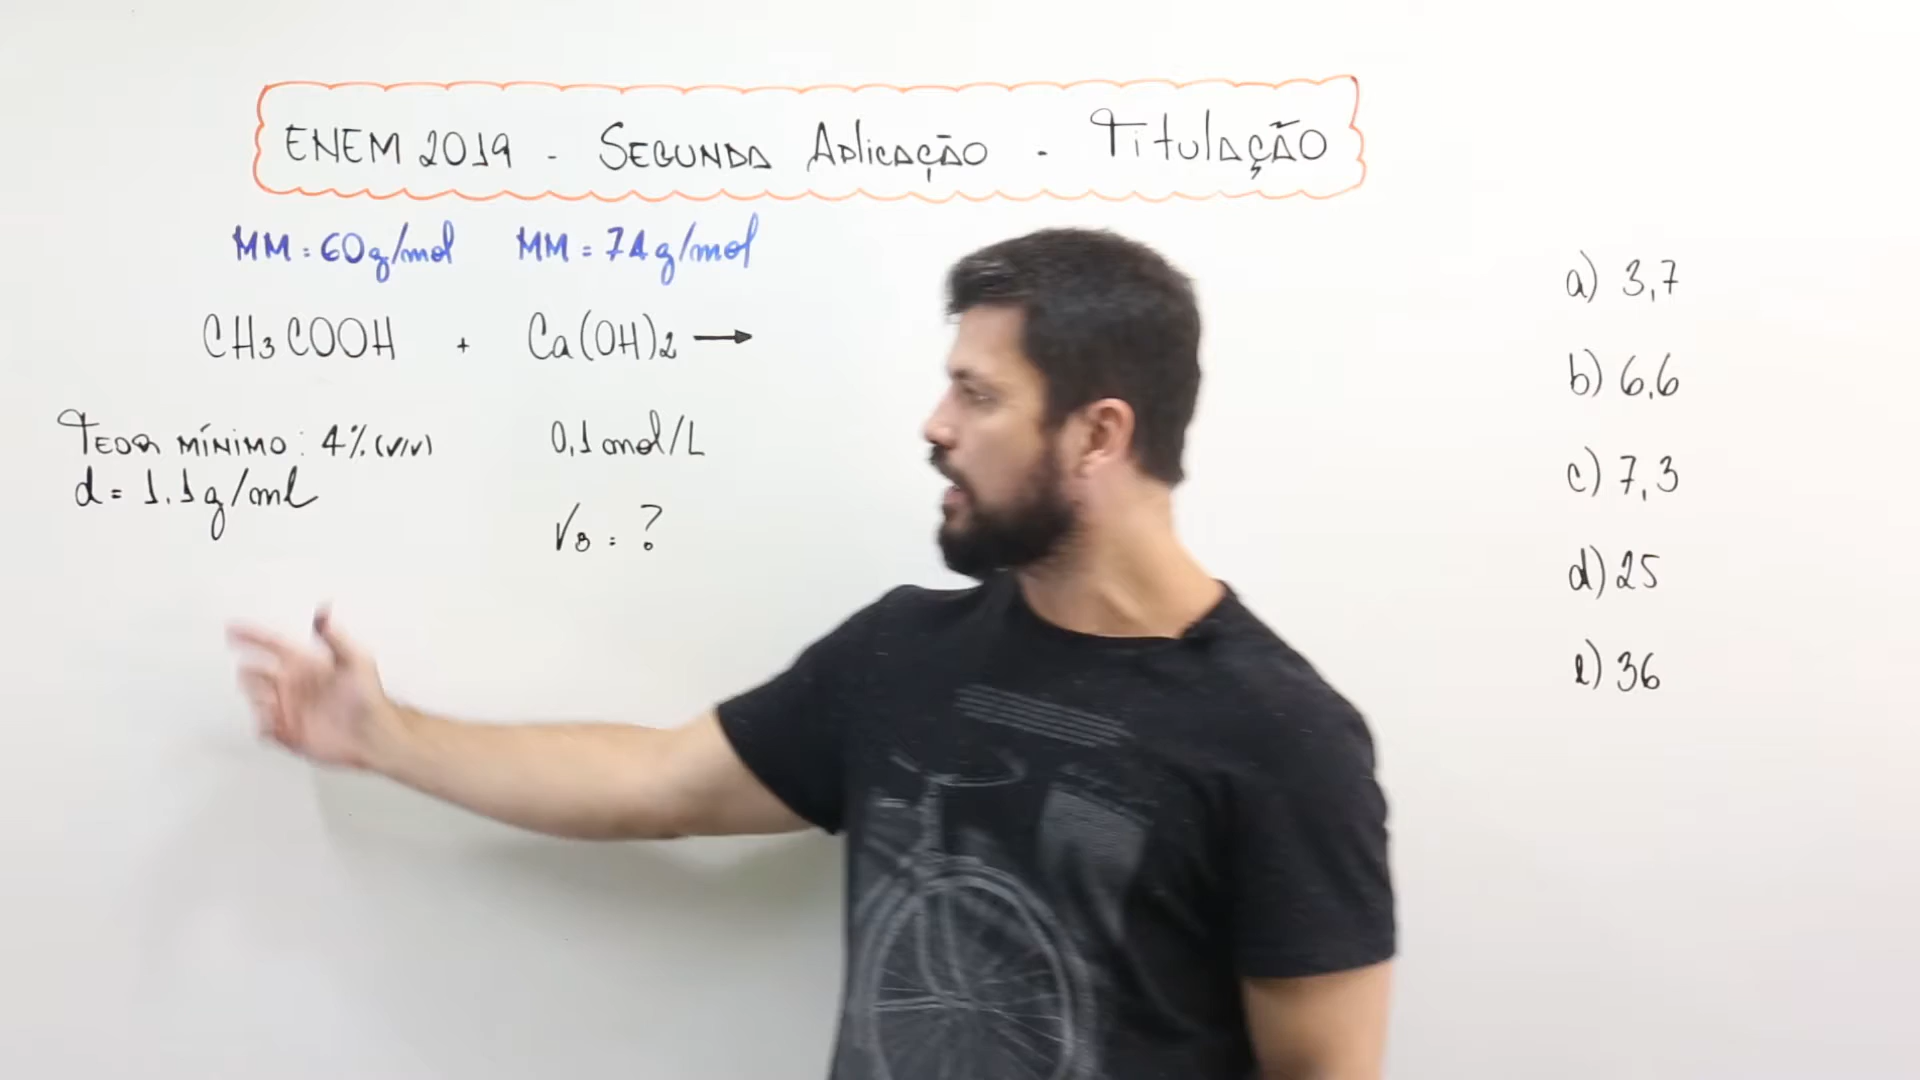 ENEM 2019 - SEGUNDA APLICAÇÃO - TITULAÇÃO
MM = 60g/mol MM = 74g/mol
CH3COOH + Ca(OH)2 →
TEOR MÍNIMO: 4% (V/V) 0,1 mol/L
d = 1,1g/ml
VB = ?
a) 3,7
b) 6,6
c) 7,3
d) 25
e) 36